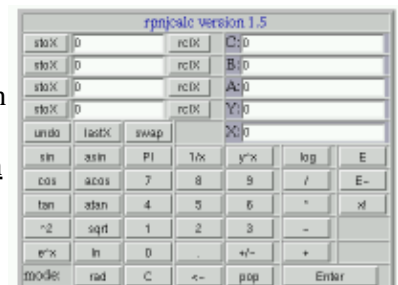 rpnjcalc version 1.5
stoX 0 rclX C: 0
stoX 0 rclX B: 0
stoX 0 rclX A: 0
stoX 0 rclX Y: 0
undo lastX swap X: 0
sin asin PI 1/x y^x log E
cos acos 7 8 9 / E-
tan atan 4 5 6 * x!
^2 sqrt 1 2 3 -
e^x ln 0 . +/- +
mode: rad C <- pop Enter